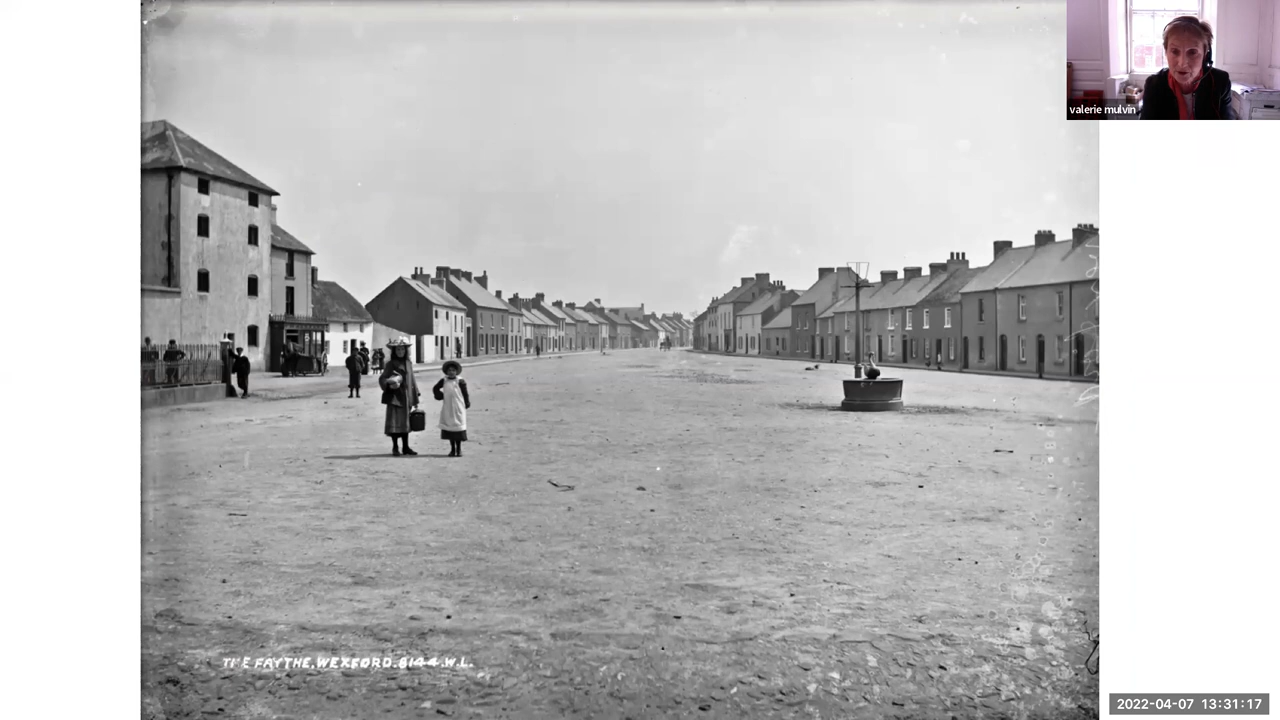 valerie mulvin
THE FAYTHE, WEXFORD. 8144. W.L.
2022-04-07 13:31:17